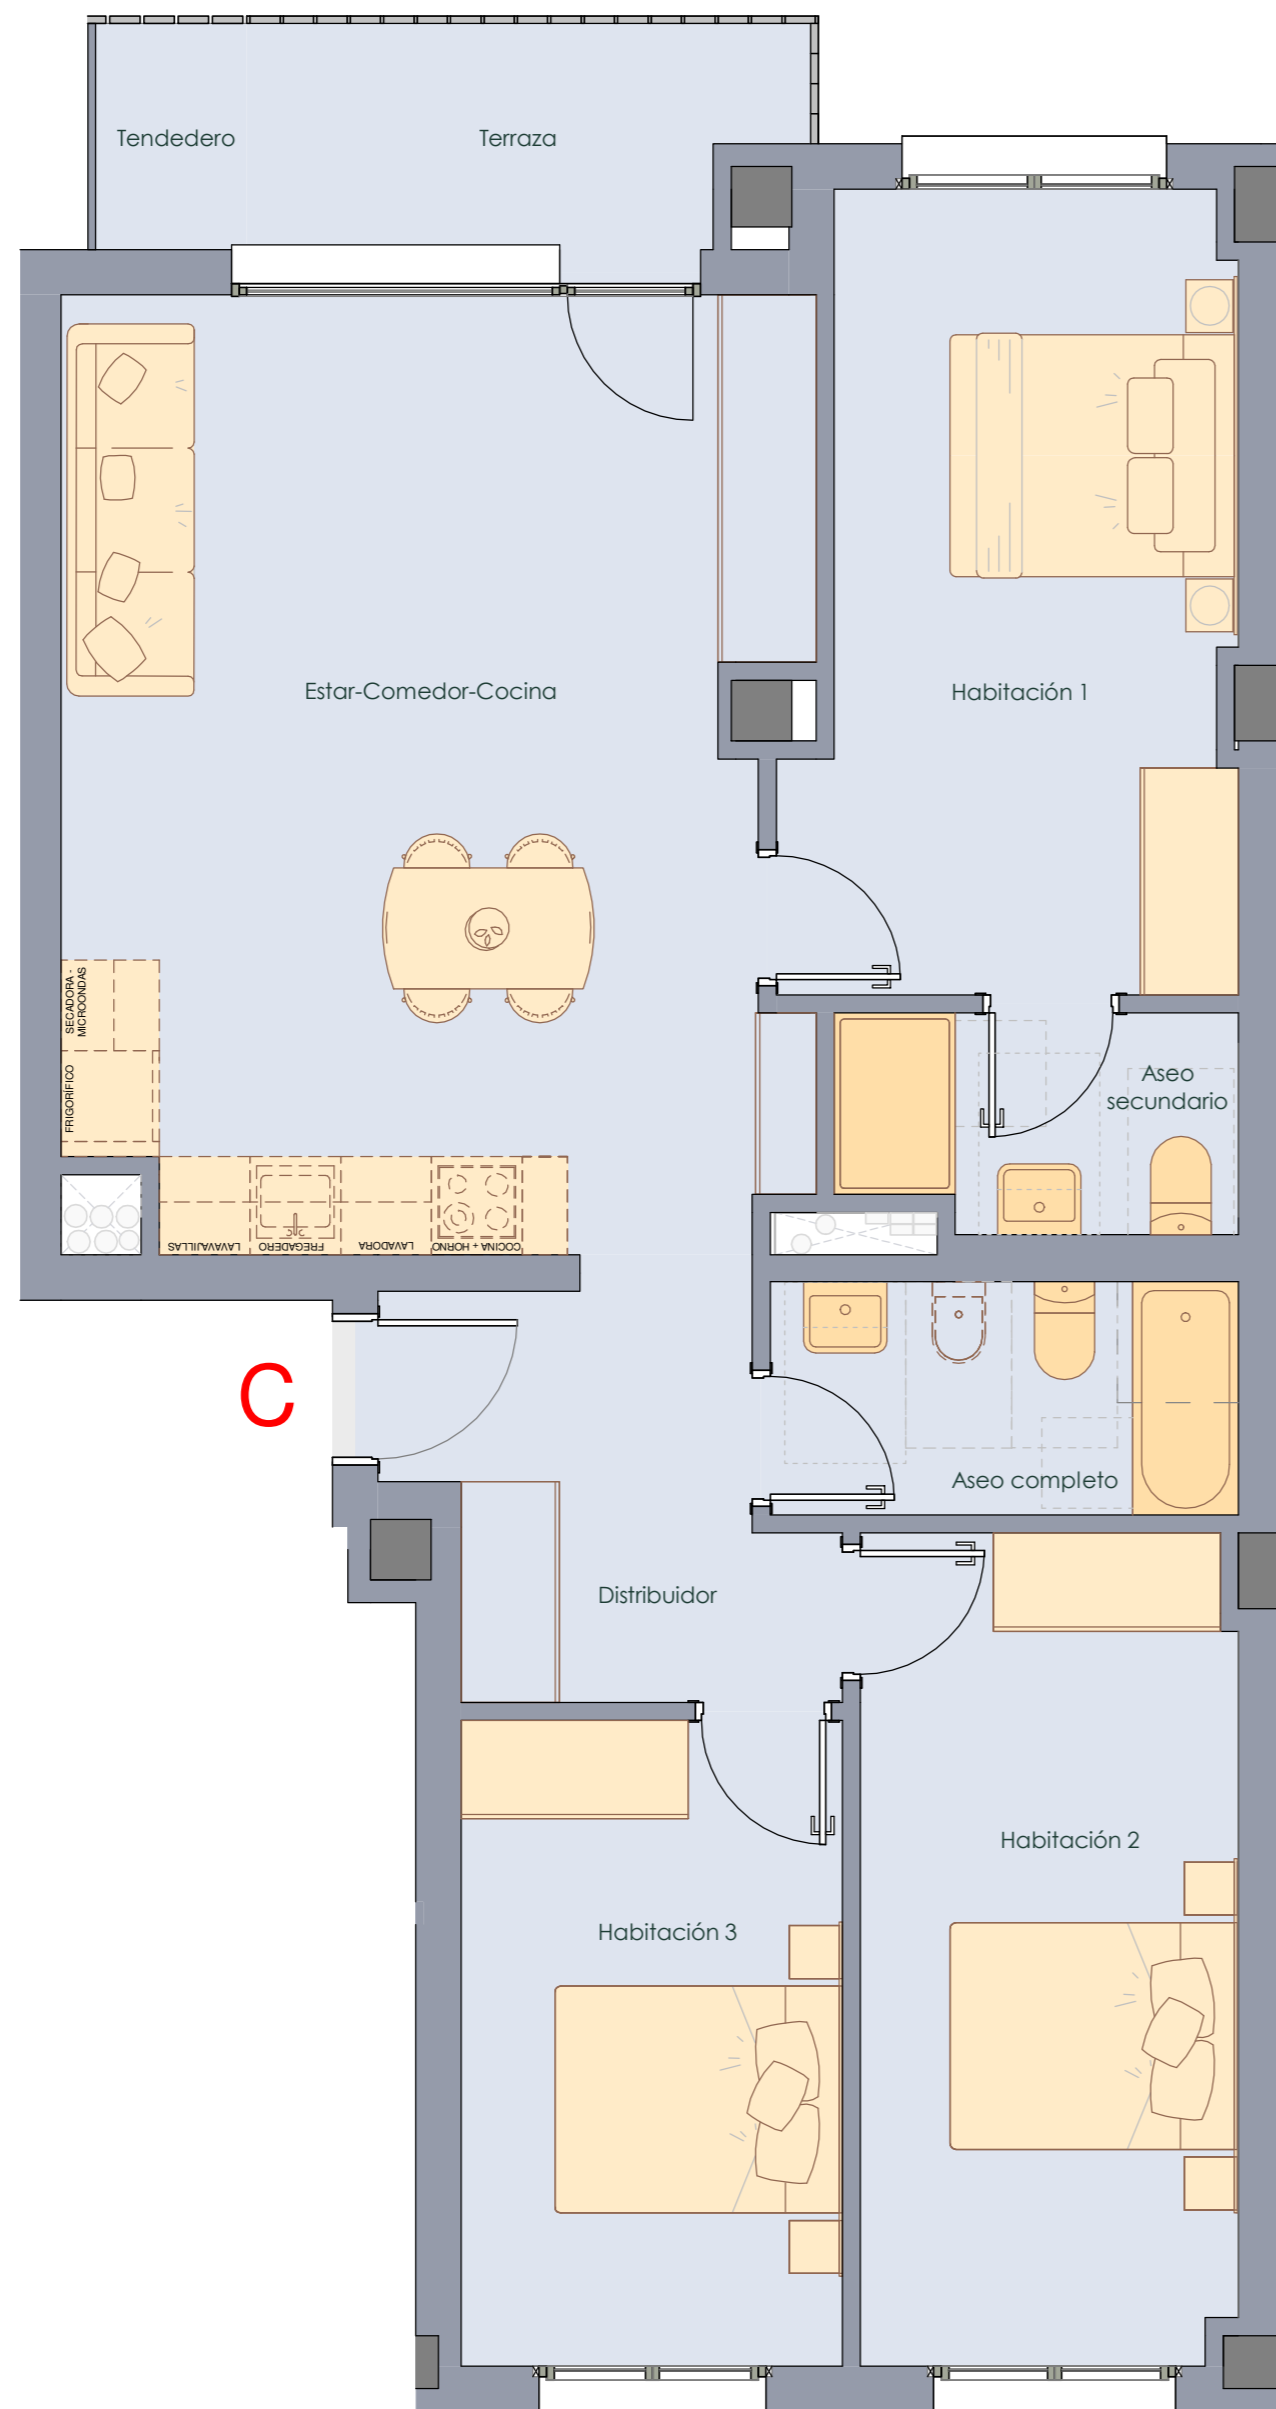 Tendedero
Terraza
Estar-Comedor-Cocina
Habitación 1
SECADORA -
MICROONDAS
FRIGORÍFICO
Aseo
secundario
LAVAVAJILLAS
FREGADERO
LAVADORA
COCINA + HORNO
C
Aseo completo
Distribuidor
Habitación 2
Habitación 3